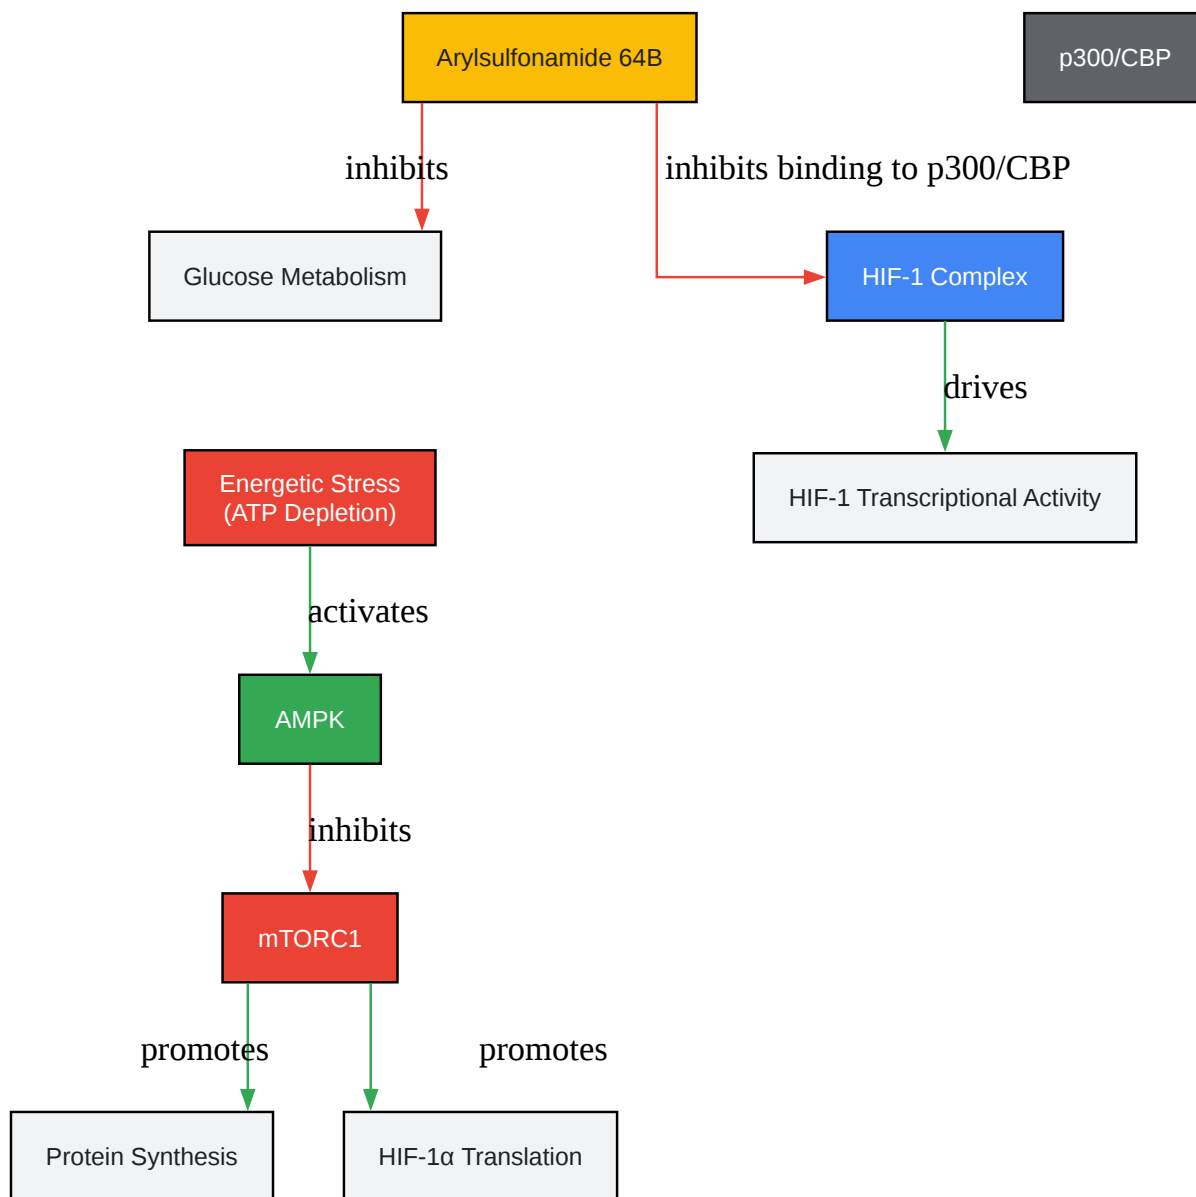 Arylsulfonamide 64B
p300/CBP
inhibits
inhibits binding to p300/CBP
Glucose Metabolism
HIF-1 Complex
drives
Energetic Stress
(ATP Depletion)
HIF-1 Transcriptional Activity
activates
AMPK
inhibits
mTORC1
promotes
promotes
Protein Synthesis
HIF-1α Translation